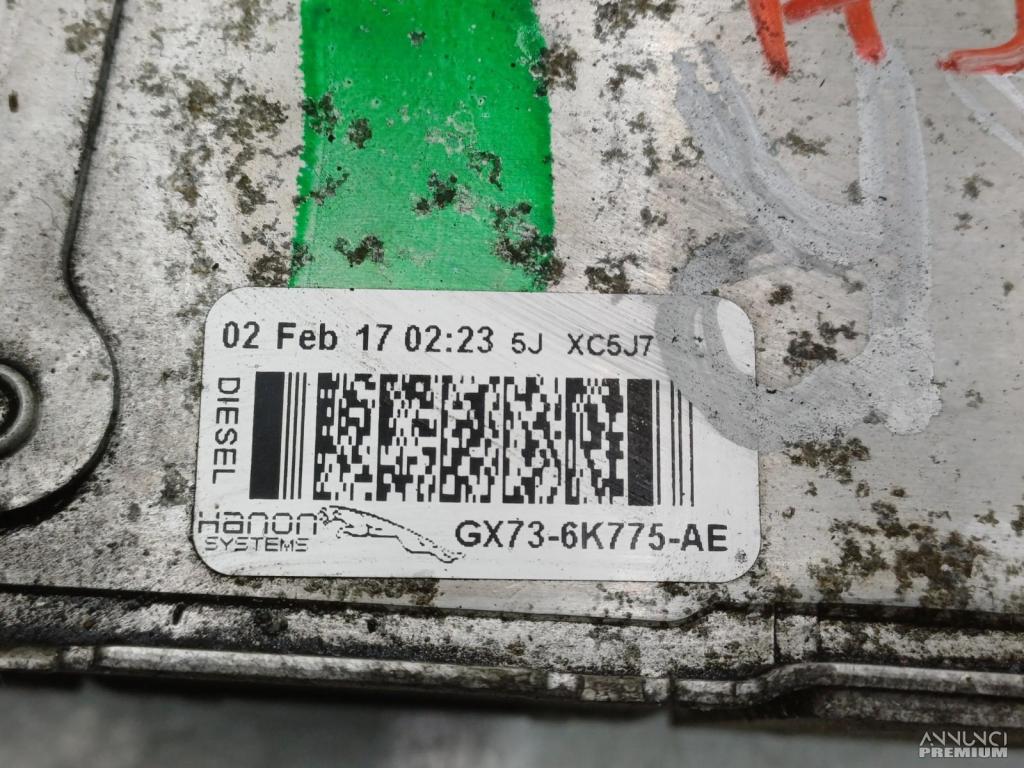 02 Feb 17 02:23 5J XC5J7
DIESEL
Hanon
SYSTEMS
GX73-6K775-AE
ANNUNCI
PREMIUM